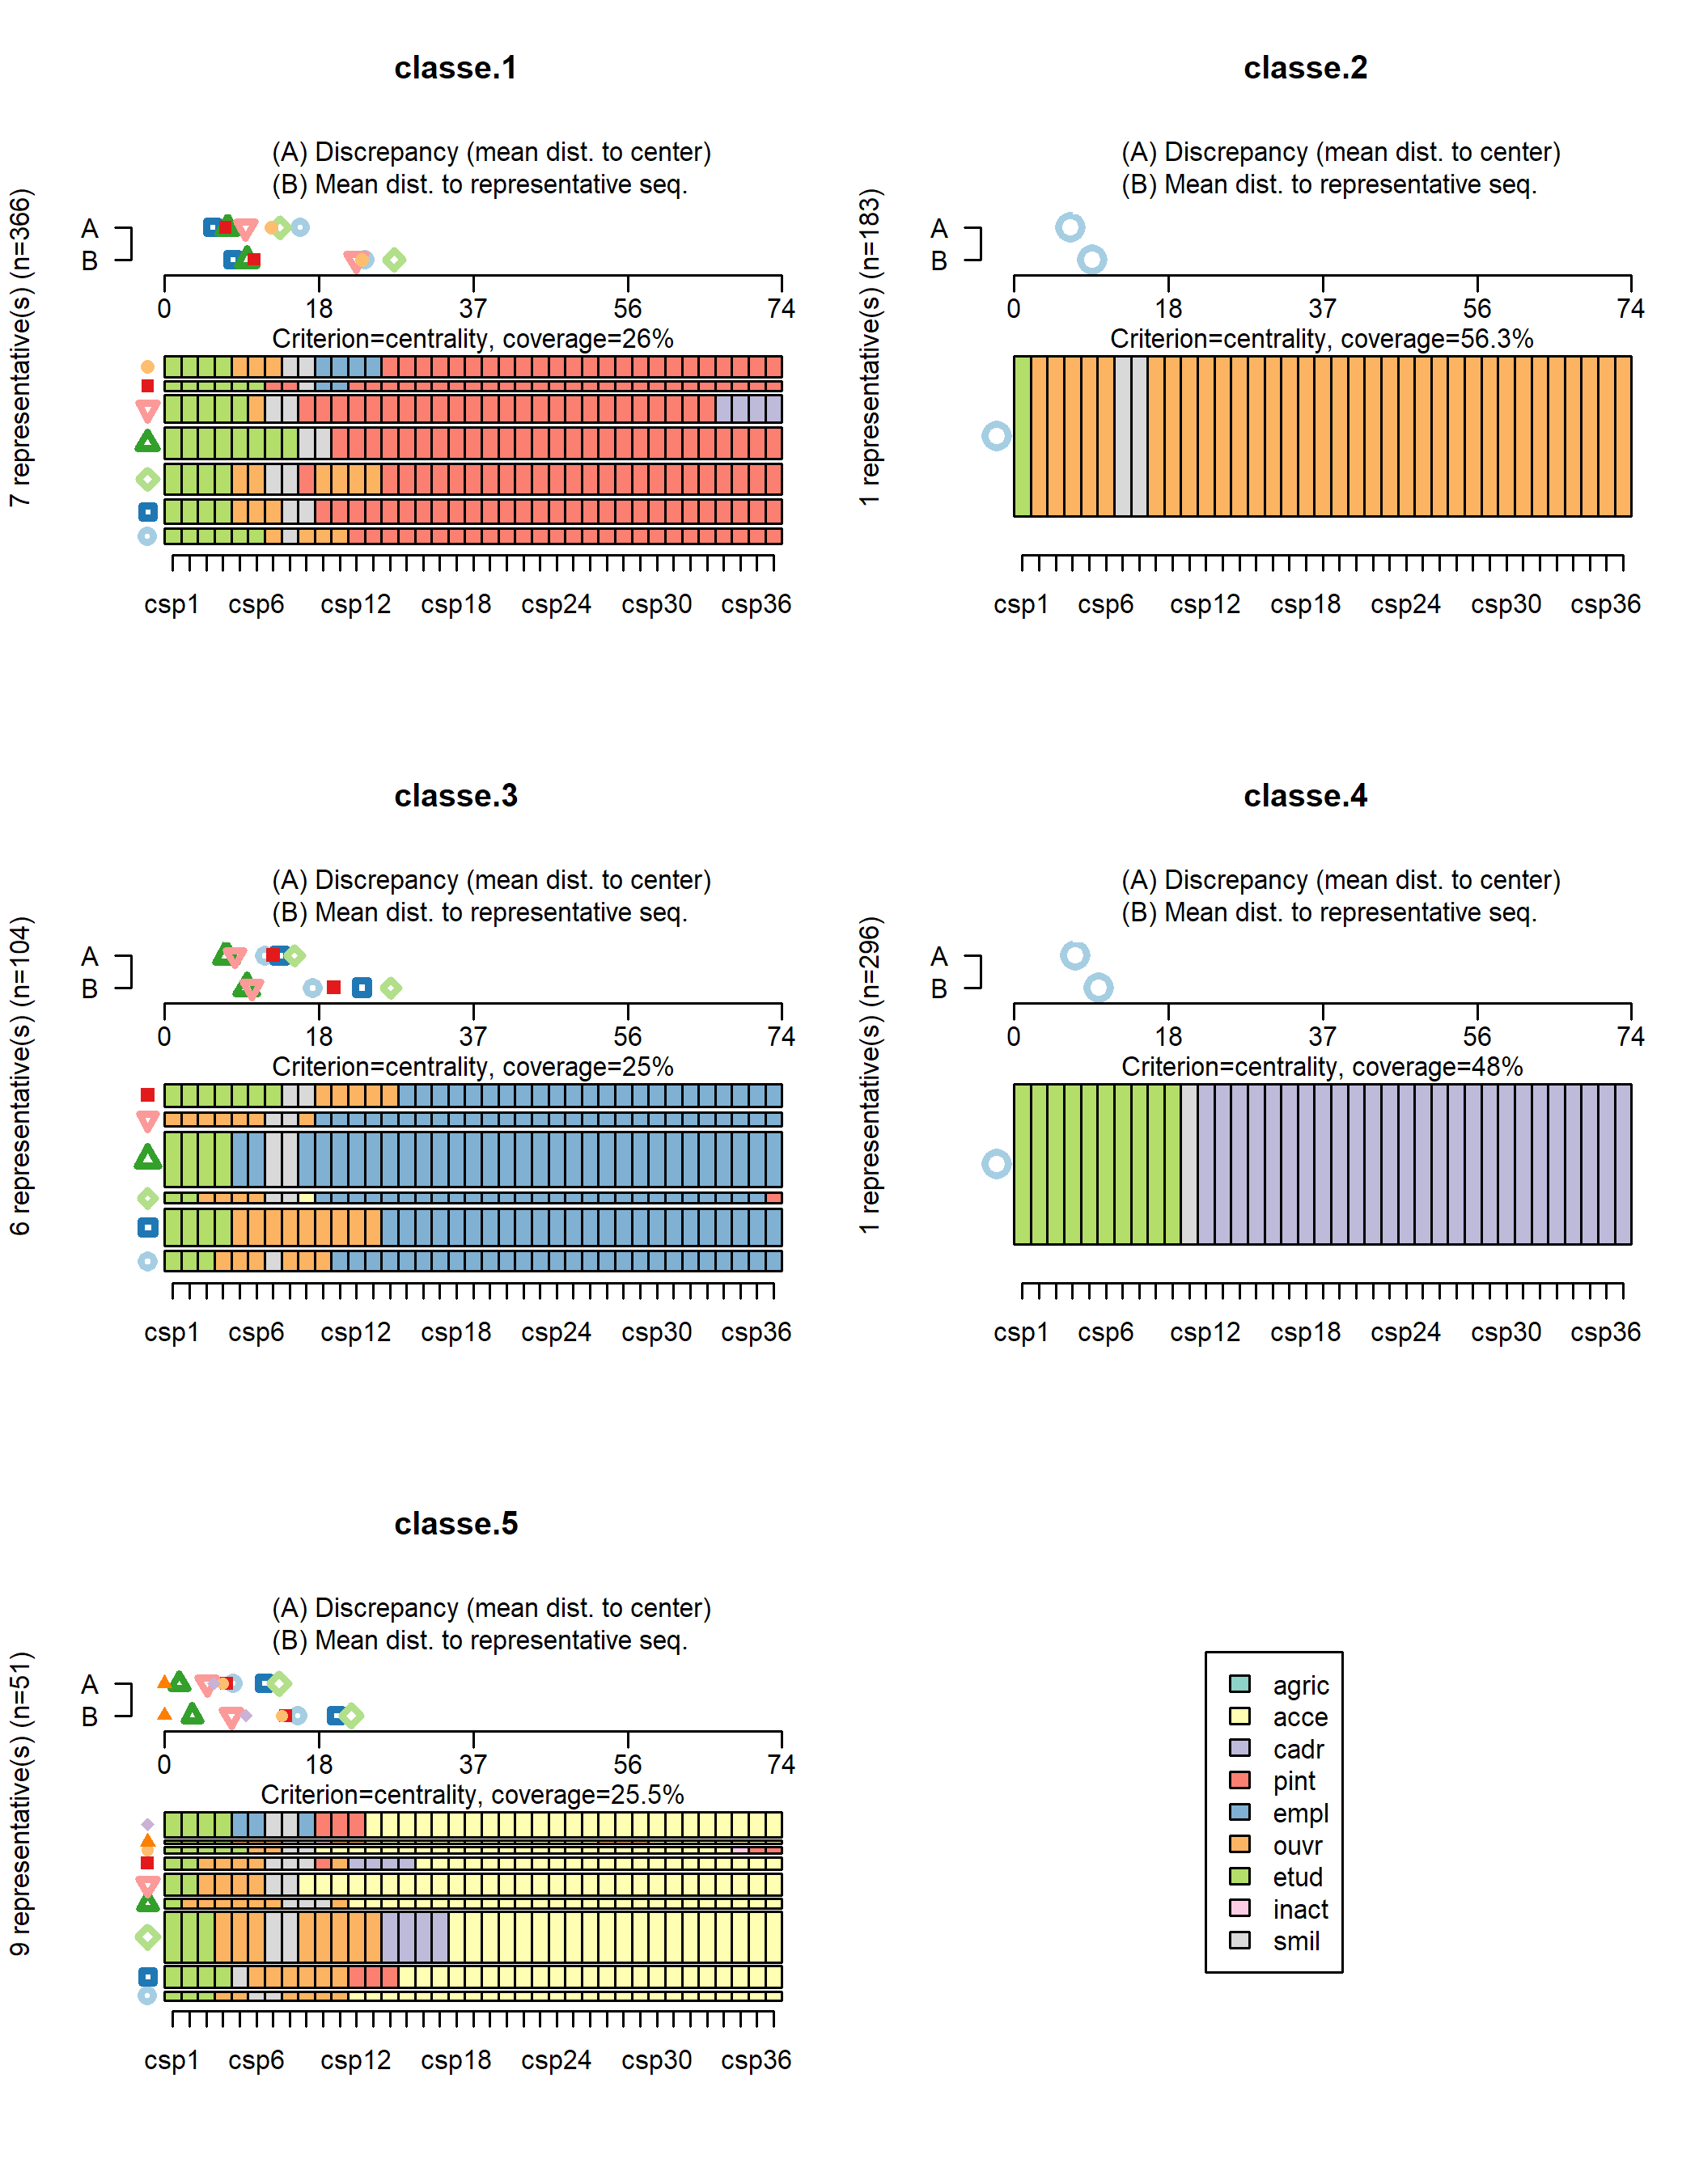 classe.1
(A) Discrepancy (mean dist. to center)
(B) Mean dist. to representative seq.
7 representative(s) (n=366)
A
B
0 18 37 56 74
Criterion=centrality, coverage=26%
csp1 csp6 csp12 csp18 csp24 csp30 csp36
classe.2
(A) Discrepancy (mean dist. to center)
(B) Mean dist. to representative seq.
1 representative(s) (n=183)
A
B
0 18 37 56 74
Criterion=centrality, coverage=56.3%
csp1 csp6 csp12 csp18 csp24 csp30 csp36
classe.3
(A) Discrepancy (mean dist. to center)
(B) Mean dist. to representative seq.
6 representative(s) (n=104)
A
B
0 18 37 56 74
Criterion=centrality, coverage=25%
csp1 csp6 csp12 csp18 csp24 csp30 csp36
classe.4
(A) Discrepancy (mean dist. to center)
(B) Mean dist. to representative seq.
1 representative(s) (n=296)
A
B
0 18 37 56 74
Criterion=centrality, coverage=48%
csp1 csp6 csp12 csp18 csp24 csp30 csp36
classe.5
(A) Discrepancy (mean dist. to center)
(B) Mean dist. to representative seq.
9 representative(s) (n=51)
A
B
0 18 37 56 74
Criterion=centrality, coverage=25.5%
csp1 csp6 csp12 csp18 csp24 csp30 csp36
agric
acce
cadr
pint
empl
ouvr
etud
inact
smil